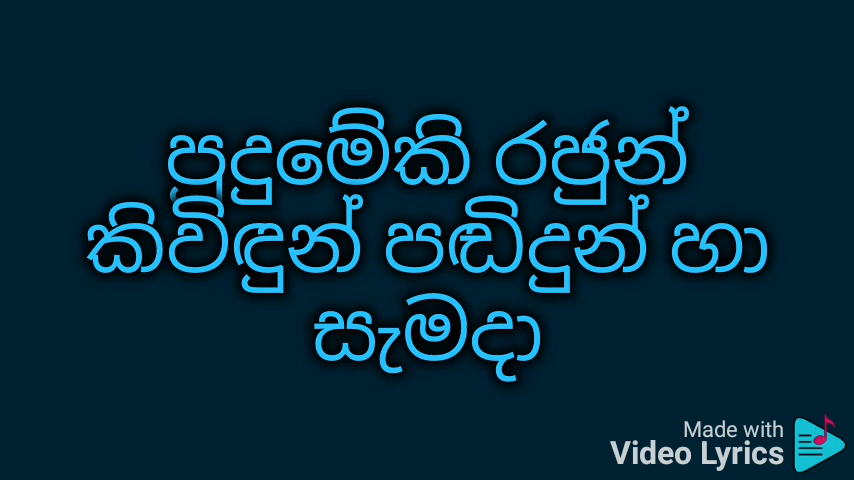 පුදුමේකි රජුන්
කිවිඳුන් පඬිදුන් හා
සැමදා
Made with
Video Lyrics